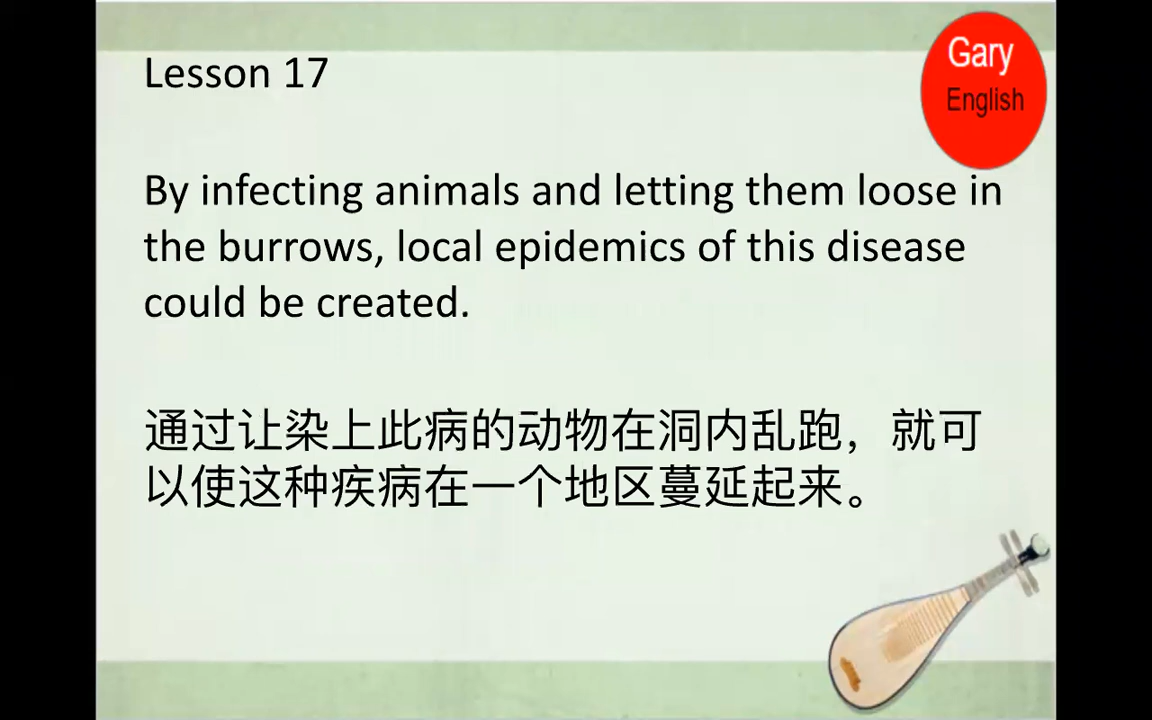 Lesson 17
Gary
English
By infecting animals and letting them loose in
the burrows, local epidemics of this disease
could be created.
通过让染上此病的动物在洞内乱跑，就可
以使这种疾病在一个地区蔓延起来。